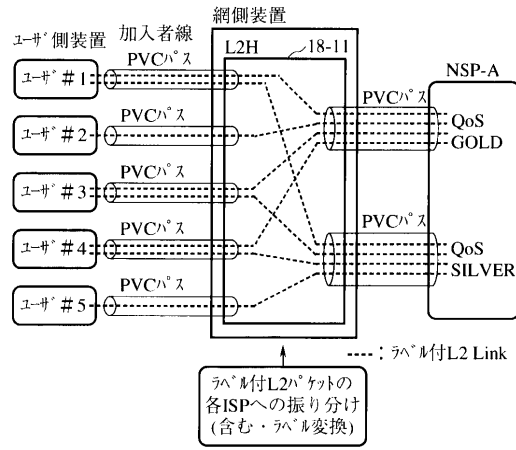 網側装置
ユーザ側装置
加入者線
L2H
18-11
PVCパス
NSP-A
ユーザ#1
PVCパス
PVCパス
QoS
GOLD
ユーザ#2
PVCパス
ユーザ#3
PVCパス
PVCパス
ユーザ#4
QoS
SILVER
PVCパス
ユーザ#5
----:ラベル付L2 Link
ラベル付L2パケットの
各ISPへの振り分け
(含む・ラベル変換)